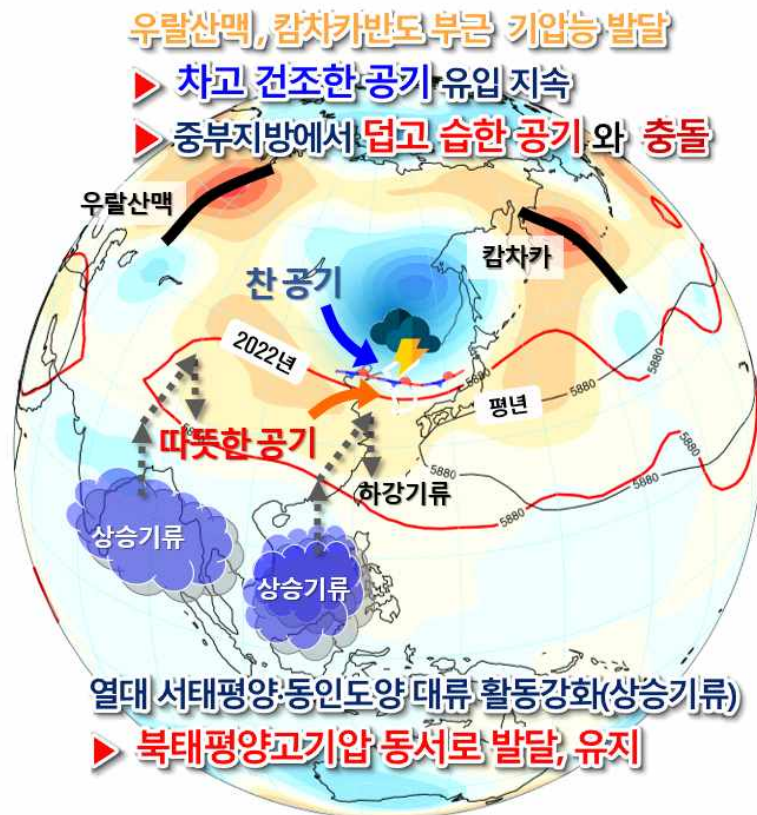 우랄산맥, 캄차카반도 부근 기압능 발달
▶ 차고 건조한 공기 유입 지속
▶ 중부지방에서 덥고 습한 공기 와 충돌
우랄산맥
캄차카
찬 공기
2022년
5880
평년
5880
따뜻한 공기
5880
5880
하강기류
5880
상승기류
상승기류
열대 서태평양·동인도양 대류 활동강화(상승기류)
▶ 북태평양고기압 동서로 발달, 유지